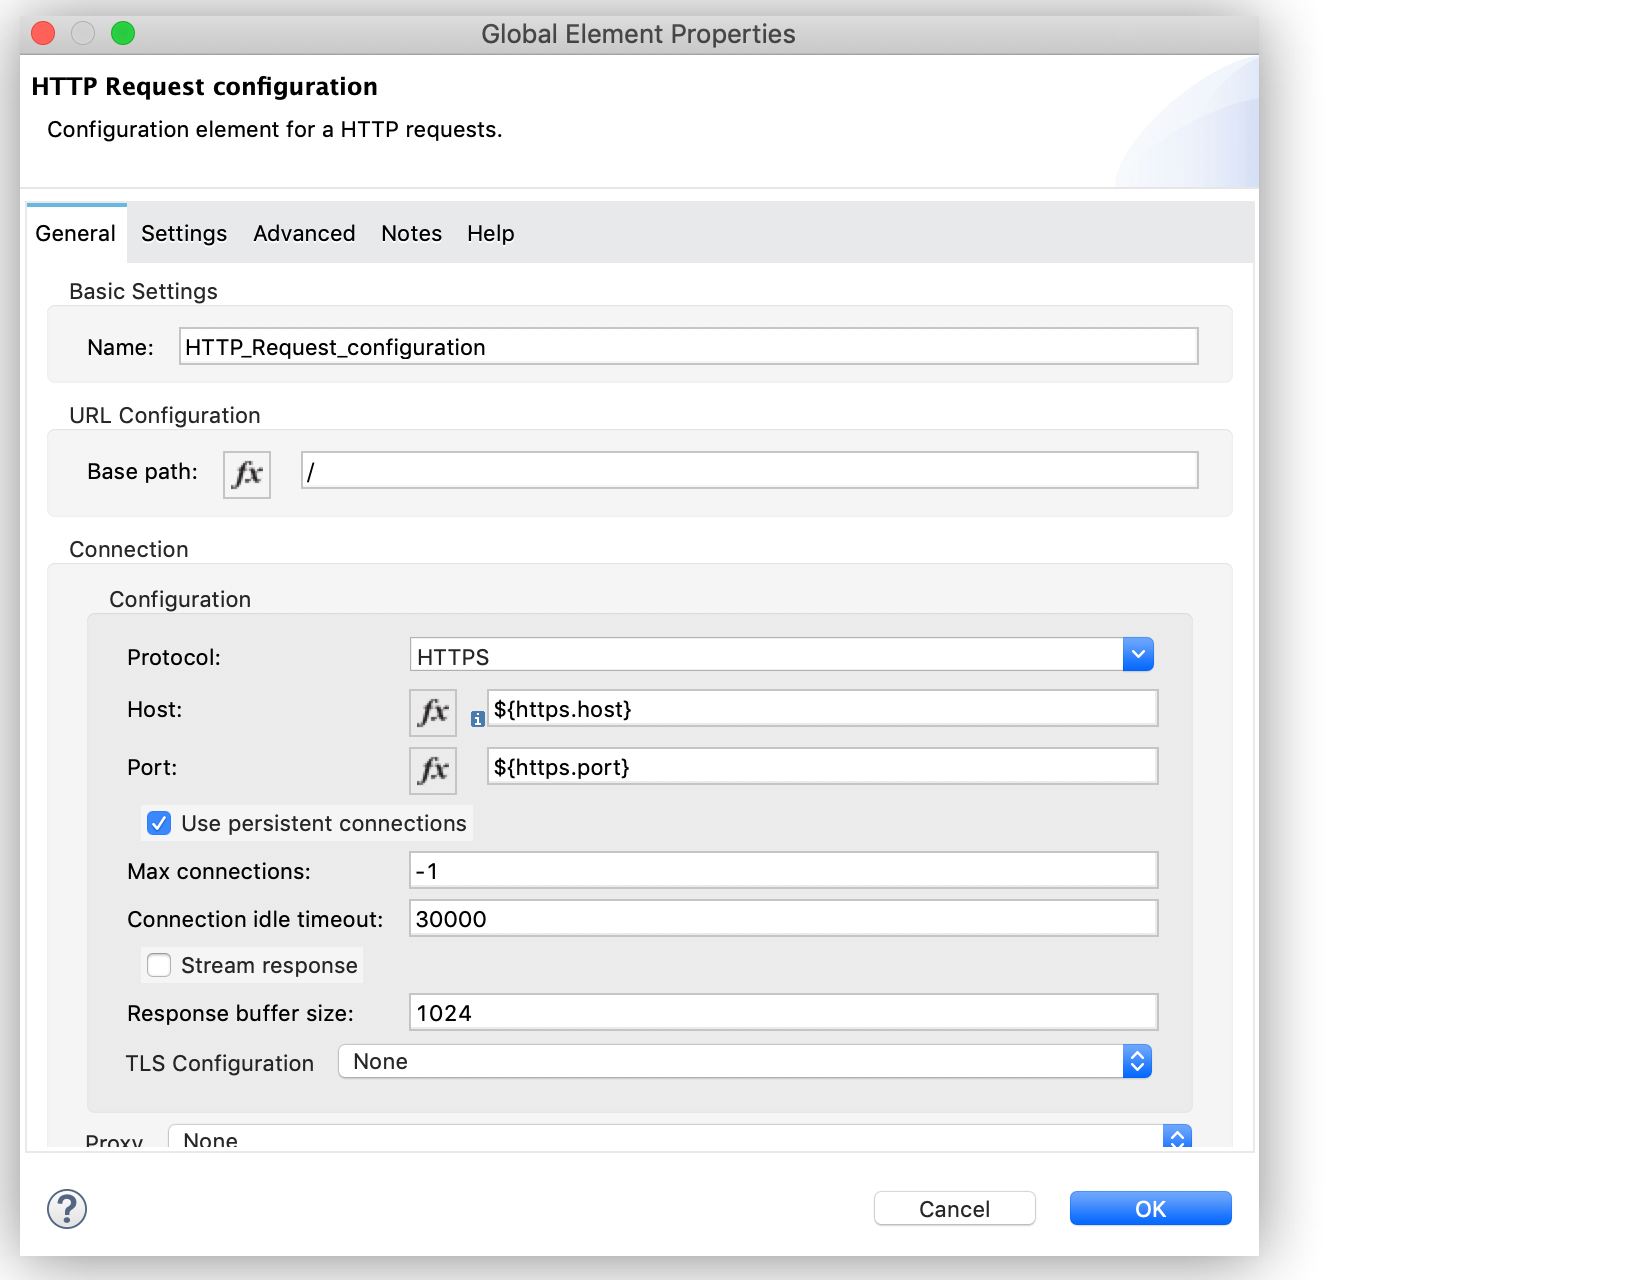 Global Element Properties
HTTP Request configuration
Configuration element for a HTTP requests.
General Settings Advanced Notes Help
Basic Settings
Name: HTTP_Request_configuration
URL Configuration
Base path: fx /
Connection
Configuration
Protocol: HTTPS
Host: fx i ${https.host}
Port: fx ${https.port}
Use persistent connections
Max connections: -1
Connection idle timeout: 30000
Stream response
Response buffer size: 1024
TLS Configuration None
Proxy None
? Cancel OK